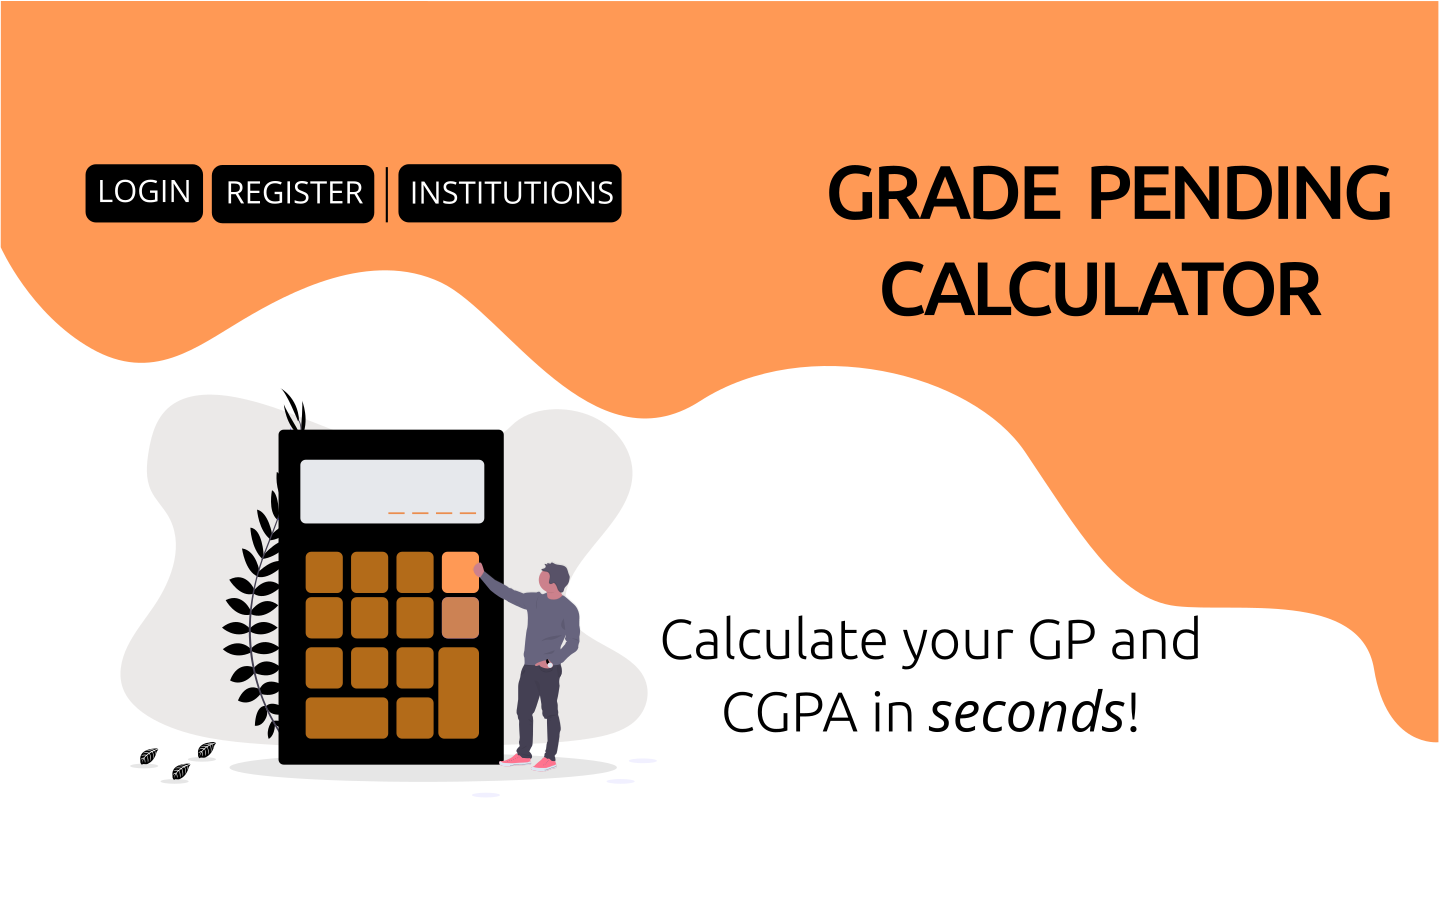 LOGIN REGISTER | INSTITUTIONS
GRADE PENDING
CALCULATOR
Calculate your GP and
CGPA in seconds!